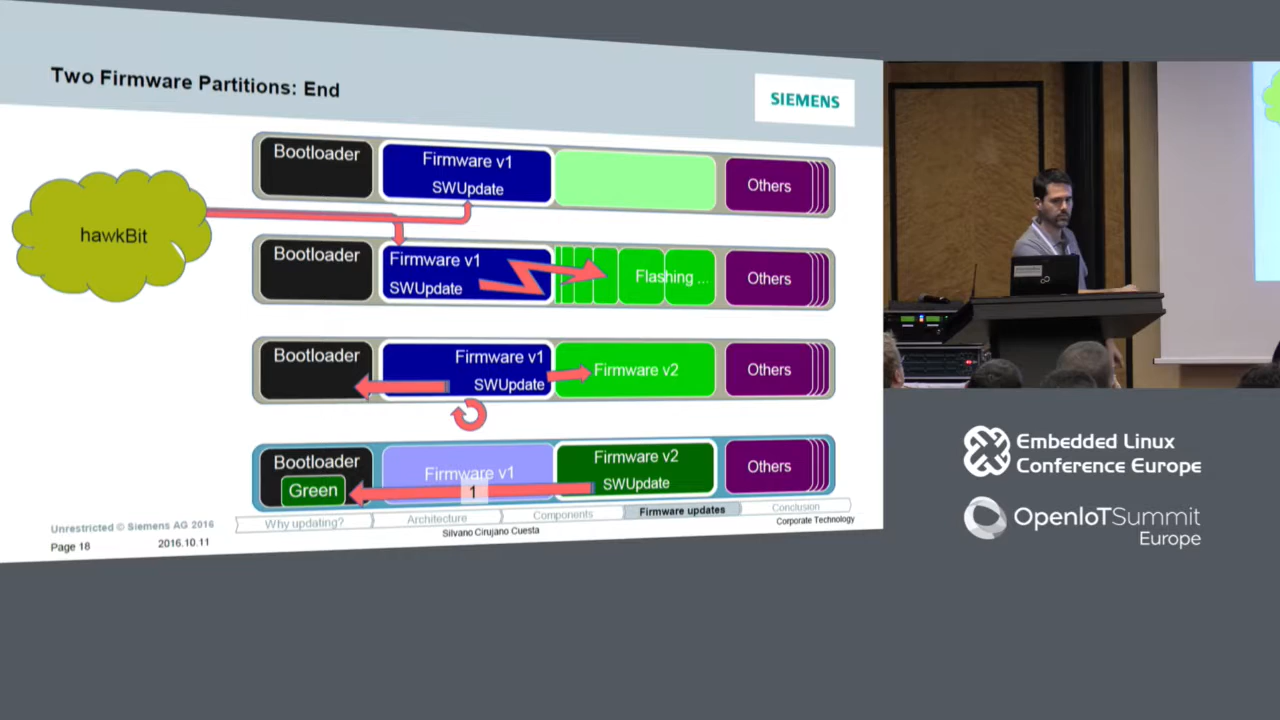 Two Firmware Partitions: End
SIEMENS
hawkBit
Bootloader
Firmware v1
SWUpdate
Others
Bootloader
Firmware v1
SWUpdate
Flashing ...
Others
Bootloader
Firmware v1
SWUpdate
Firmware v2
Others
Bootloader
Green
Firmware v1
1
Firmware v2
SWUpdate
Others
Why updating?
Architecture
Components
Firmware updates
Conclusion
Unrestricted © Siemens AG 2016
Page 18
2016.10.11
Silvano Cirujano Cuesta
Corporate Technology
Embedded Linux
Conference Europe
OpenIoTSummit
Europe